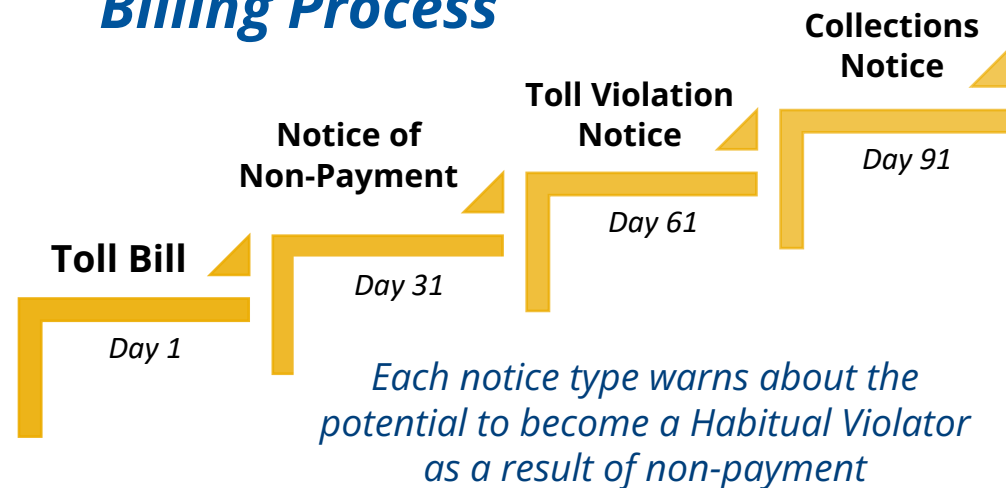 Billing Process
Collections
Notice
Toll Violation
Notice
Notice of
Non-Payment
Toll Bill
Day 91
Day 61
Day 31
Day 1
Each notice type warns about the
potential to become a Habitual Violator
as a result of non-payment